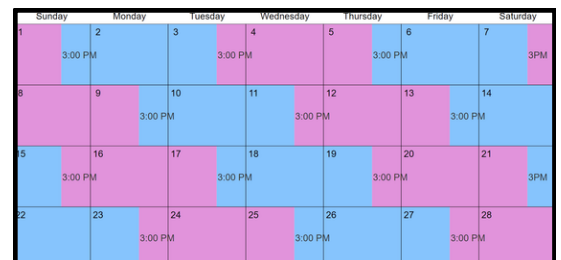 Sunday Monday Tuesday Wednesday Thursday Friday Saturday
1 2 3 4 5 6 7
3:00 PM 3:00 PM 3:00 PM 3PM
8 9 10 11 12 13 14
3:00 PM 3:00 PM 3:00 PM
15 16 17 18 19 20 21
3:00 PM 3:00 PM 3:00 PM 3PM
22 23 24 25 26 27 28
3:00 PM 3:00 PM 3:00 PM